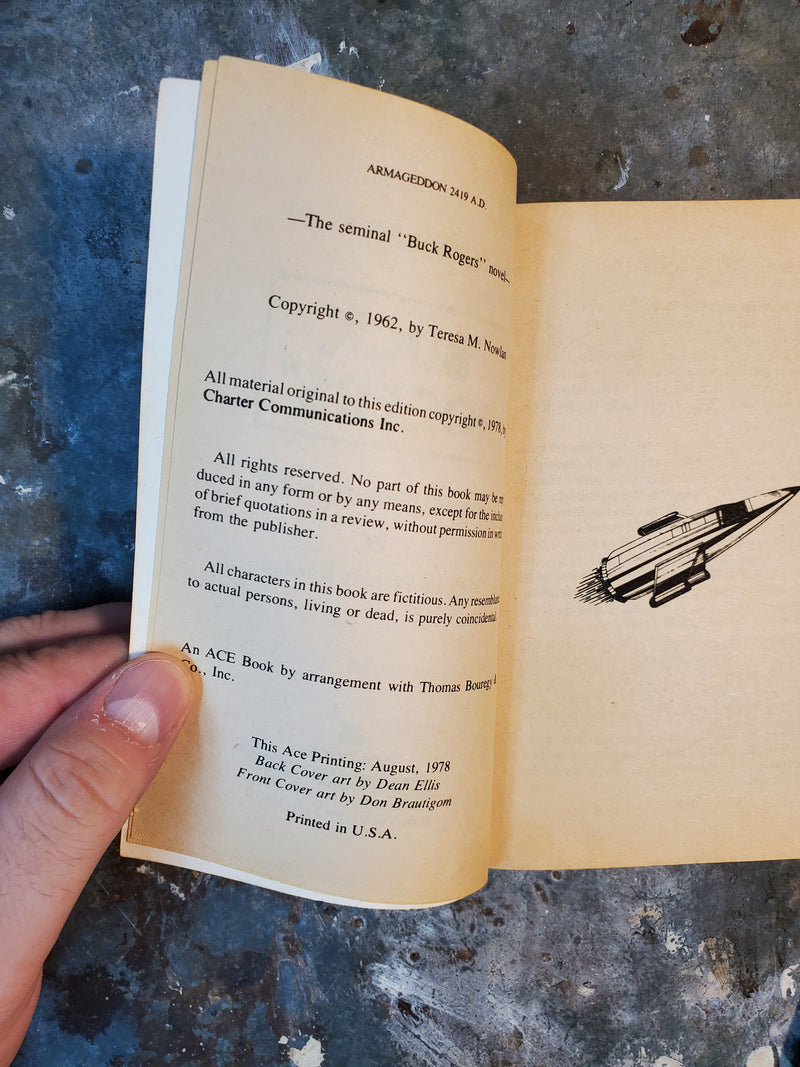 ARMAGEDDON 2419 A.D.
—The seminal "Buck Rogers" novel—
Copyright ©, 1962, by Teresa M. Nowlan
All material original to this edition copyright ©, 1978, by
Charter Communications Inc.
All rights reserved. No part of this book may be
duced in any form or by any means, except for the
of brief quotations in a review, without permission in
from the publisher.
All characters in this book are fictitious. Any
to actual persons, living or dead, is purely coincidental.
An ACE Book by arrangement with Thomas Bouregy &
Co., Inc.
This Ace Printing: August, 1978
Back Cover art by Dean Ellis
Front Cover art by Don Brautigom
Printed in U.S.A.